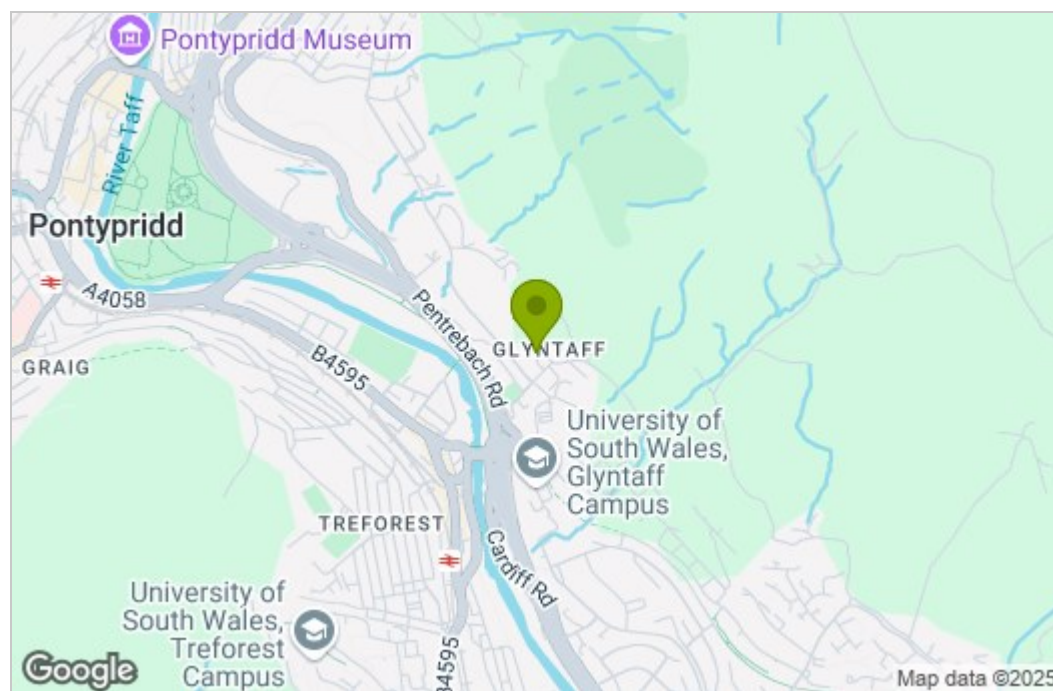 Pontypridd Museum
River Taff
Pontypridd
A4058
GRAIG
Pentrebach Rd
GLYNTAFF
B4595
University of
South Wales,
Glyntaff
Campus
TREFOREST
Cardiff Rd
University of
South Wales,
Treforest
Campus
B4595
Google
Map data ©2025